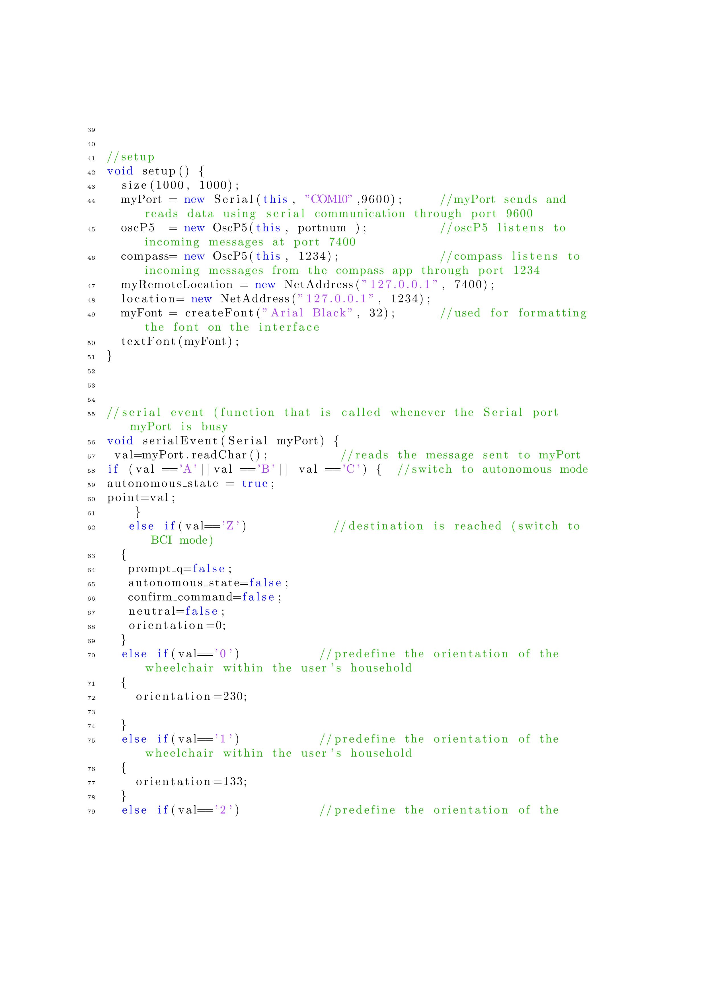 39
40
41 //setup
42 void setup() {
43   size(1000, 1000);
44   myPort = new Serial(this, "COM10",9600);     //myPort sends and
reads data using serial communication through port 9600
45   oscP5  = new OscP5(this, portnum );          //oscP5 listens to
incoming messages at port 7400
46   compass= new OscP5(this, 1234);              //compass listens to
incoming messages from the compass app through port 1234
47   myRemoteLocation = new NetAddress("127.0.0.1", 7400);
48   location= new NetAddress("127.0.0.1", 1234);
49   myFont = createFont("Arial Black", 32);      //used for formatting
the font on the interface
50   textFont(myFont);
51 }
52
53
54
55 //serial event (function that is called whenever the Serial port
myPort is busy
56 void serialEvent(Serial myPort) {
57  val=myPort.readChar();          //reads the message sent to myPort
58 if (val =='A'||val =='B'|| val =='C') {  //switch to autonomous mode
59 autonomous_state = true;
60 point=val;
61     }
62    else if(val=='Z')            //destination is reached (switch to
BCI mode)
63   {
64    prompt_q=false;
65    autonomous_state=false;
66    confirm_command=false;
67    neutral=false;
68    orientation=0;
69   }
70   else if(val=='0')           //predefine the orientation of the
wheelchair within the user's household
71   {
72     orientation=230;
73
74   }
75   else if(val=='1')           //predefine the orientation of the
wheelchair within the user's household
76   {
77     orientation=133;
78   }
79   else if(val=='2')           //predefine the orientation of the